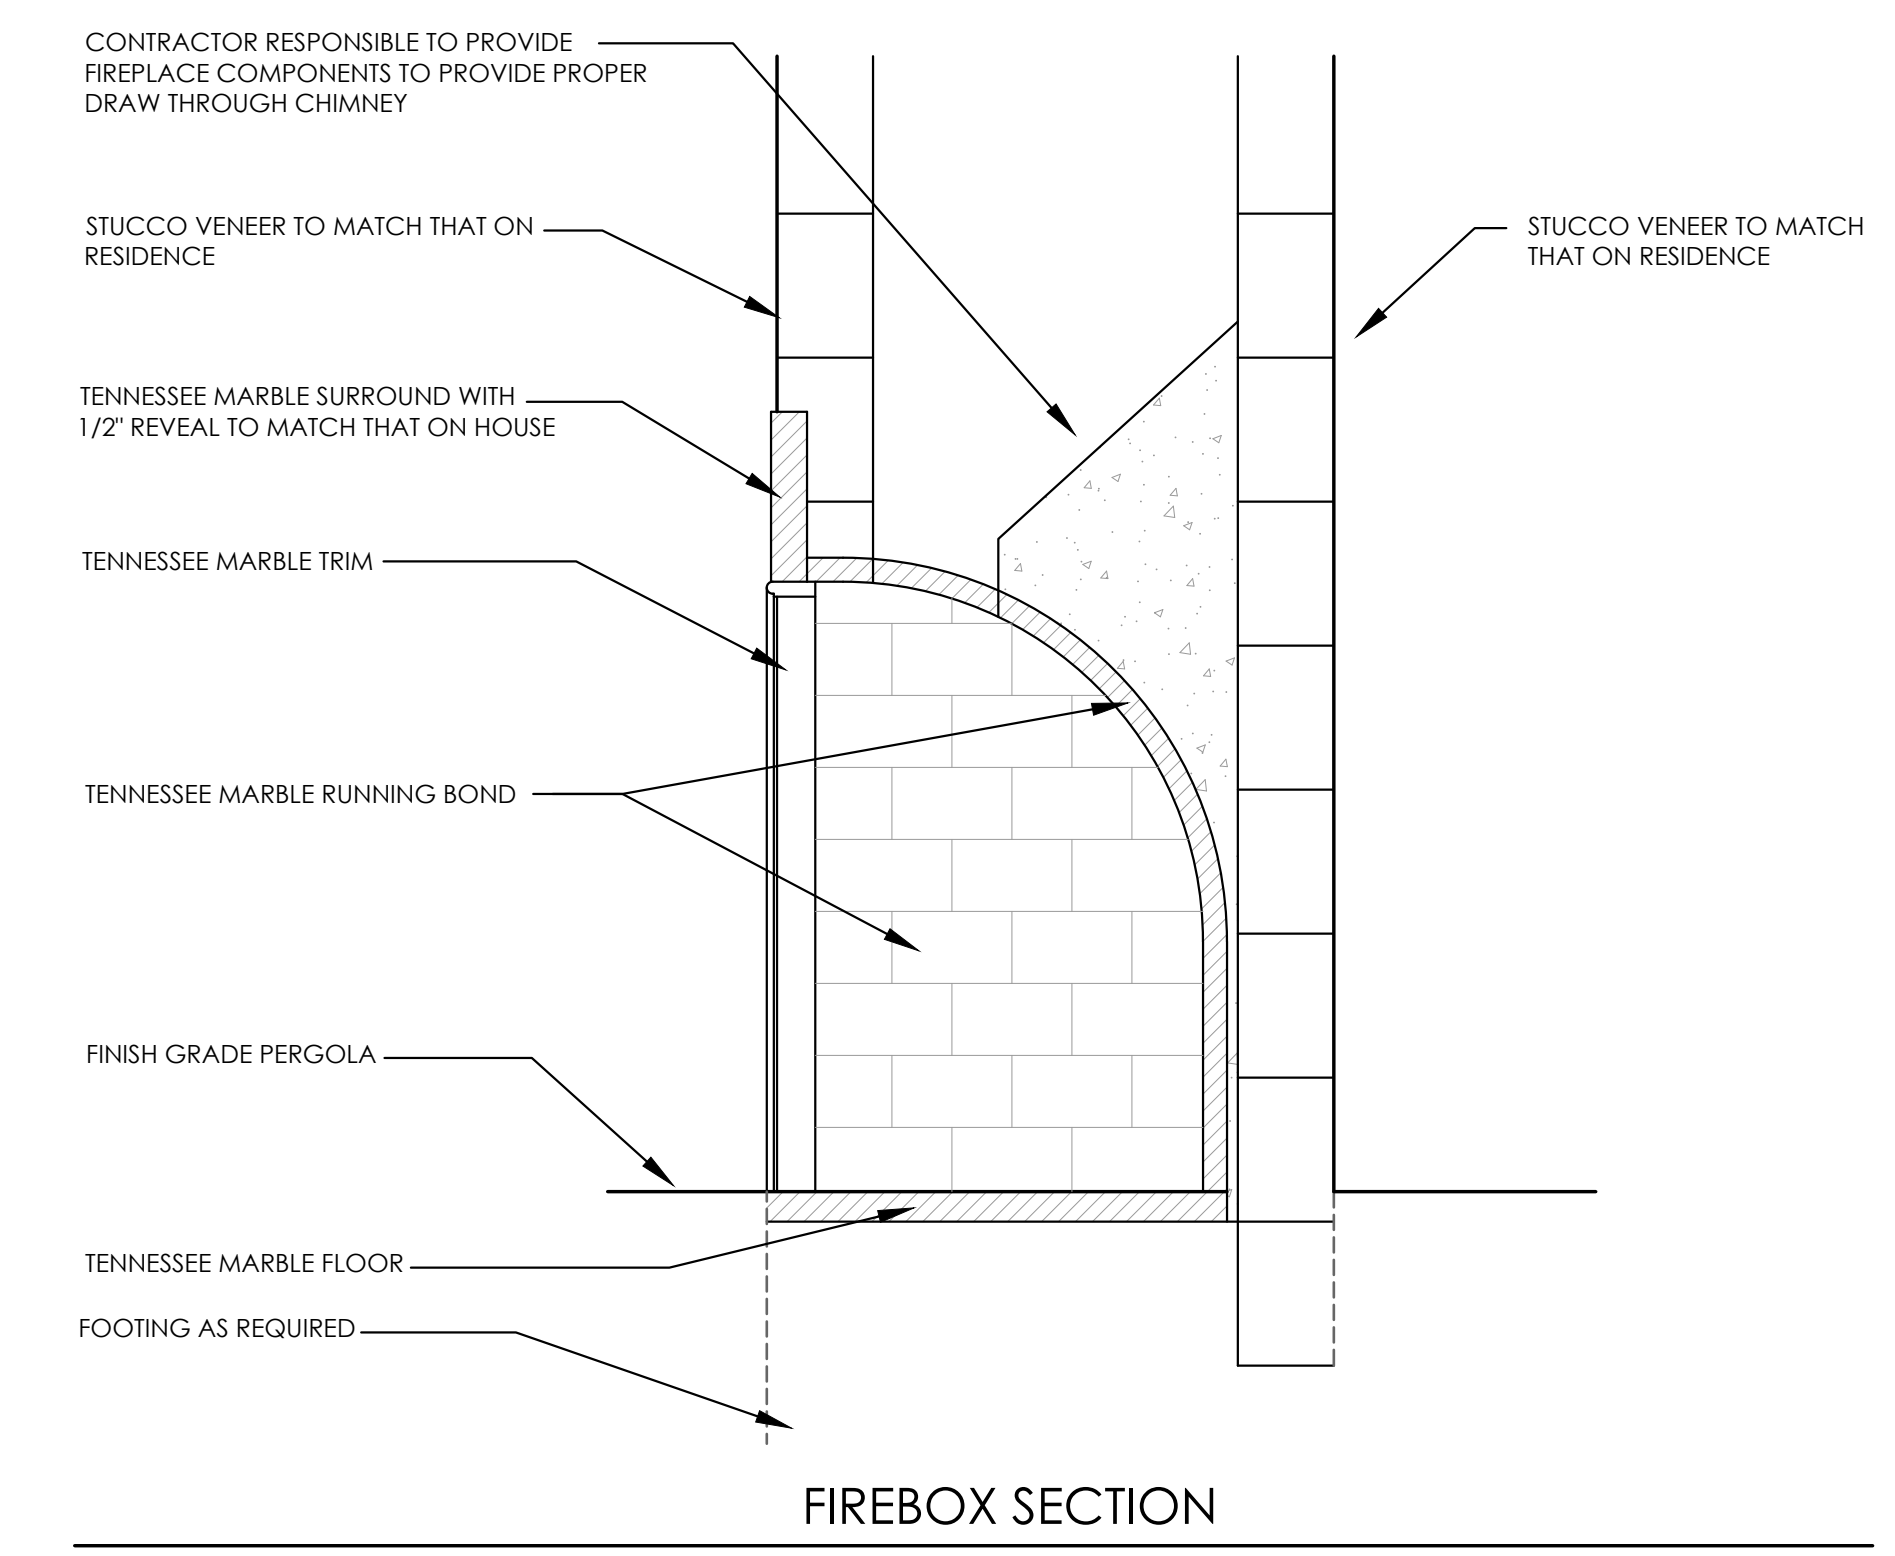 CONTRACTOR RESPONSIBLE TO PROVIDE
FIREPLACE COMPONENTS TO PROVIDE PROPER
DRAW THROUGH CHIMNEY
STUCCO VENEER TO MATCH THAT ON
RESIDENCE
STUCCO VENEER TO MATCH
THAT ON RESIDENCE
TENNESSEE MARBLE SURROUND WITH
1/2" REVEAL TO MATCH THAT ON HOUSE
TENNESSEE MARBLE TRIM
TENNESSEE MARBLE RUNNING BOND
FINISH GRADE PERGOLA
TENNESSEE MARBLE FLOOR
FOOTING AS REQUIRED
FIREBOX SECTION